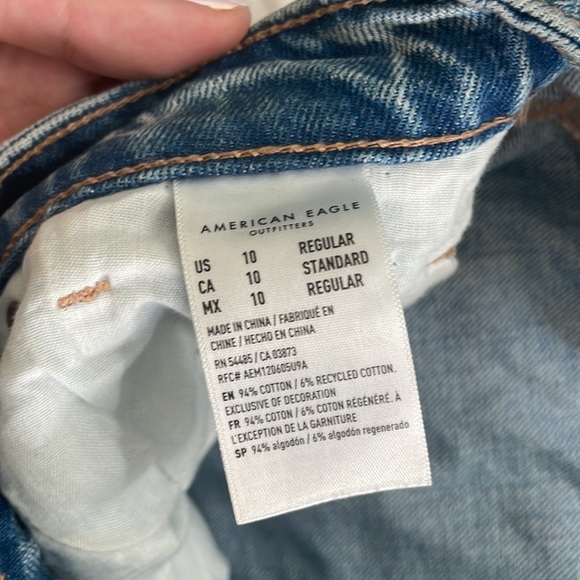 AMERICAN EAGLE
OUTFITTERS
US 10 REGULAR
CA 10 STANDARD
MX 10 REGULAR
MADE IN CHINA / FABRIQUÉ EN
CHINE / HECHO EN CHINA
RN 54485 / CA 03873
RFC# AEM120605U9A
EN 94% COTTON / 6% RECYCLED COTTON.
EXCLUSIVE OF DECORATION
FR 94% COTON / 6% COTON RÉGÉNÉRÉ. À
L'EXCEPTION DE LA GARNITURE
SP 94% algodón / 6% algodón regenerado